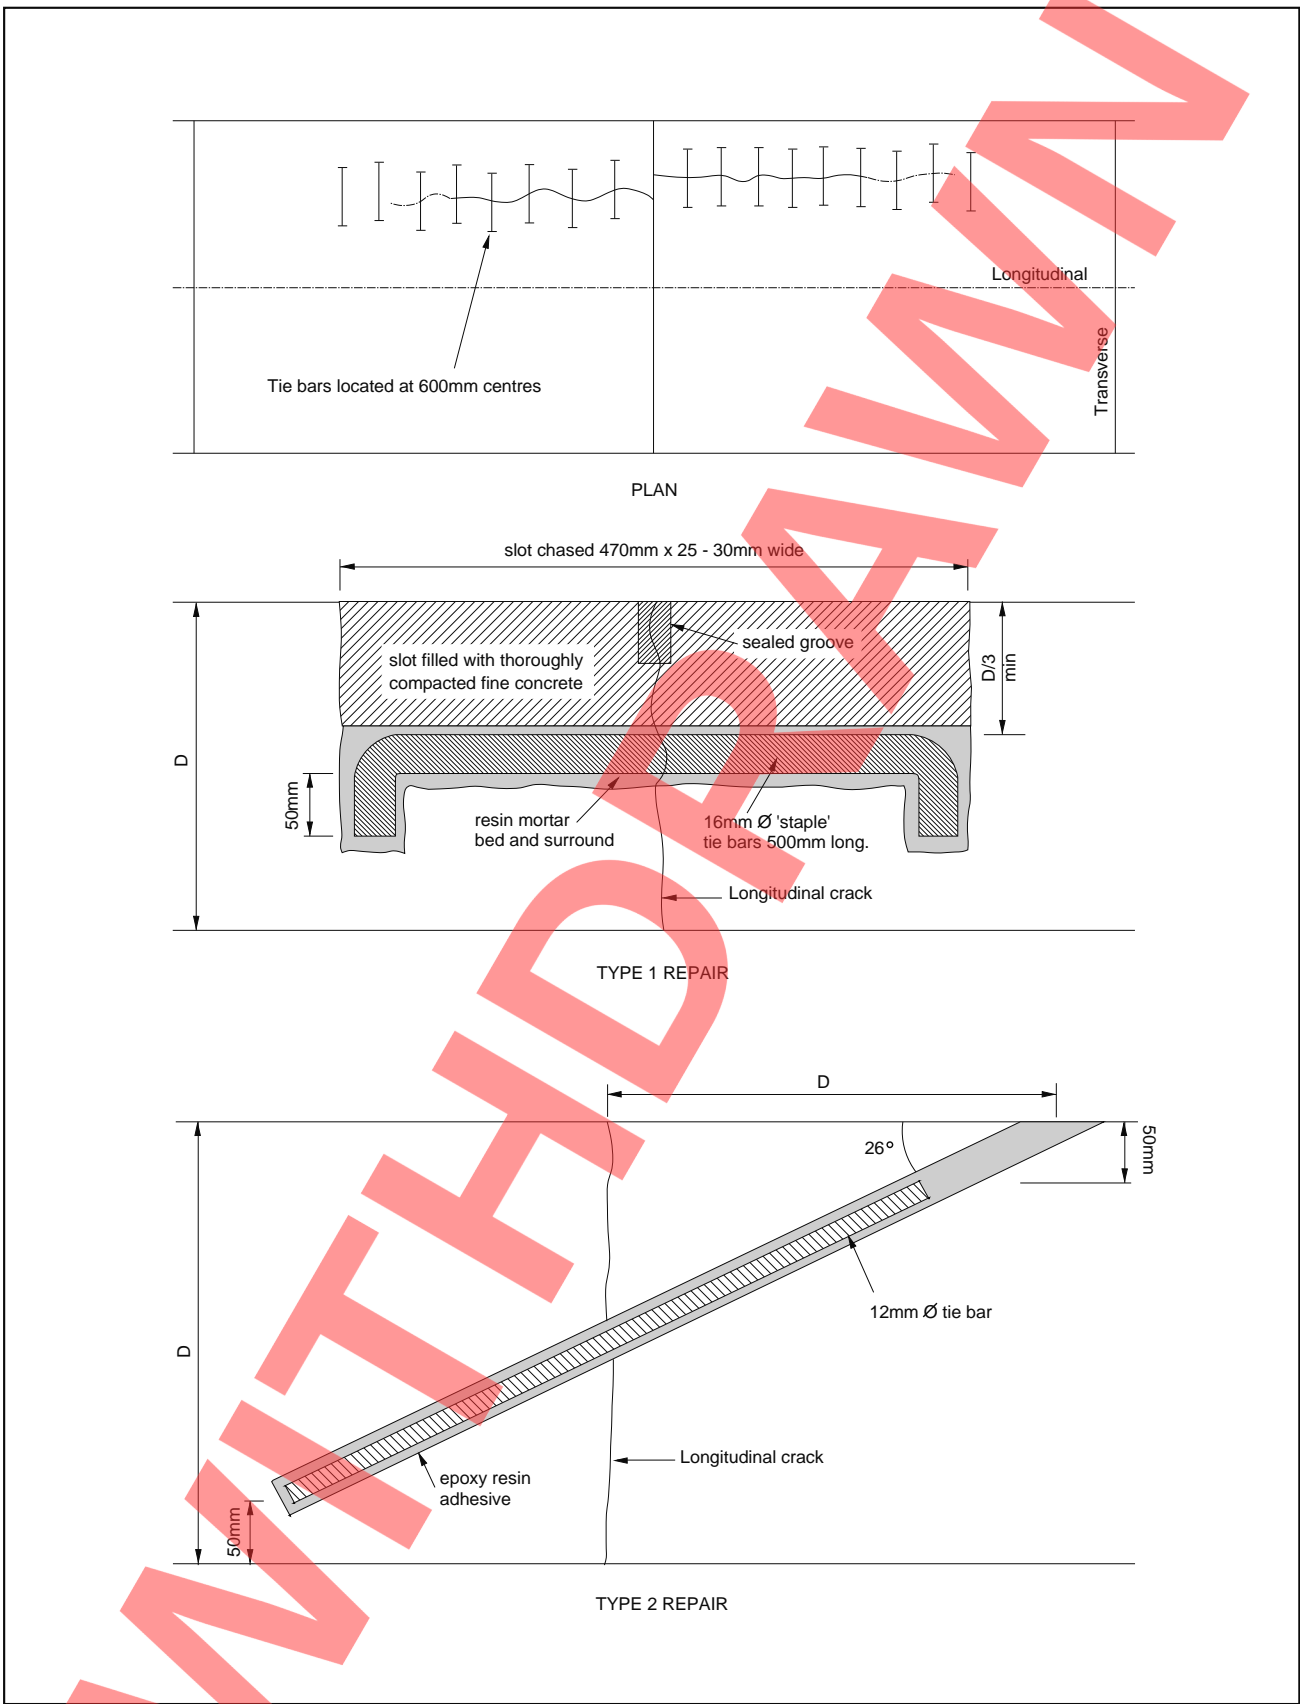 Longitudinal
Transverse
Tie bars located at 600mm centres
PLAN
slot chased 470mm x 25 - 30mm wide
sealed groove
slot filled with thoroughly
compacted fine concrete
D/3
min
D
50mm
resin mortar
bed and surround
16mm Ø 'staple'
tie bars 500mm long.
Longitudinal crack
TYPE 1 REPAIR
D
26°
50mm
12mm Ø tie bar
D
Longitudinal crack
epoxy resin
adhesive
50mm
TYPE 2 REPAIR
WITHDRAWN